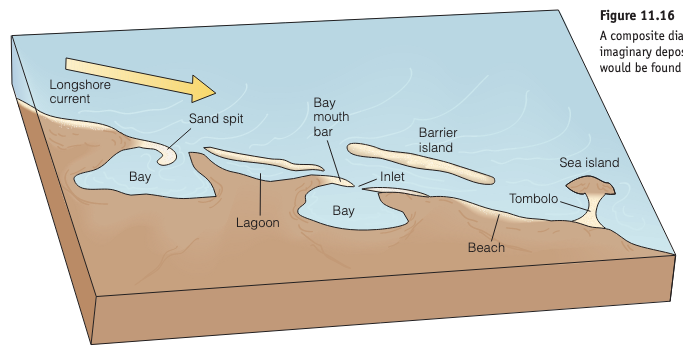 Figure 11.16
A composite dia
imaginary depos
would be found
Longshore
current
Sand spit
Bay
mouth
bar
Barrier
island
Sea island
Inlet
Tombolo
Bay
Bay
Lagoon
Beach